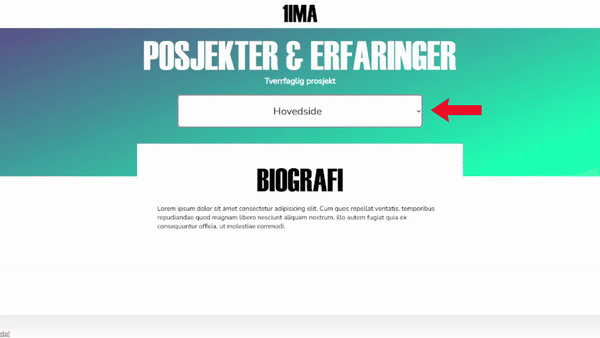 1IMA
POSJEKTER & ERFARINGER
Tverrfaglig prosjekt
Hovedside
BIOGRAFI
Lorem ipsum dolor sit amet consectetur adipisicing elit. Cum quos repellat veritatis, temporibus
repudiandae quod magnam libero nesciunt aliquam nostrum, illo autem fugiat quia ex
consequuntur officia, ut molestiae commodi.